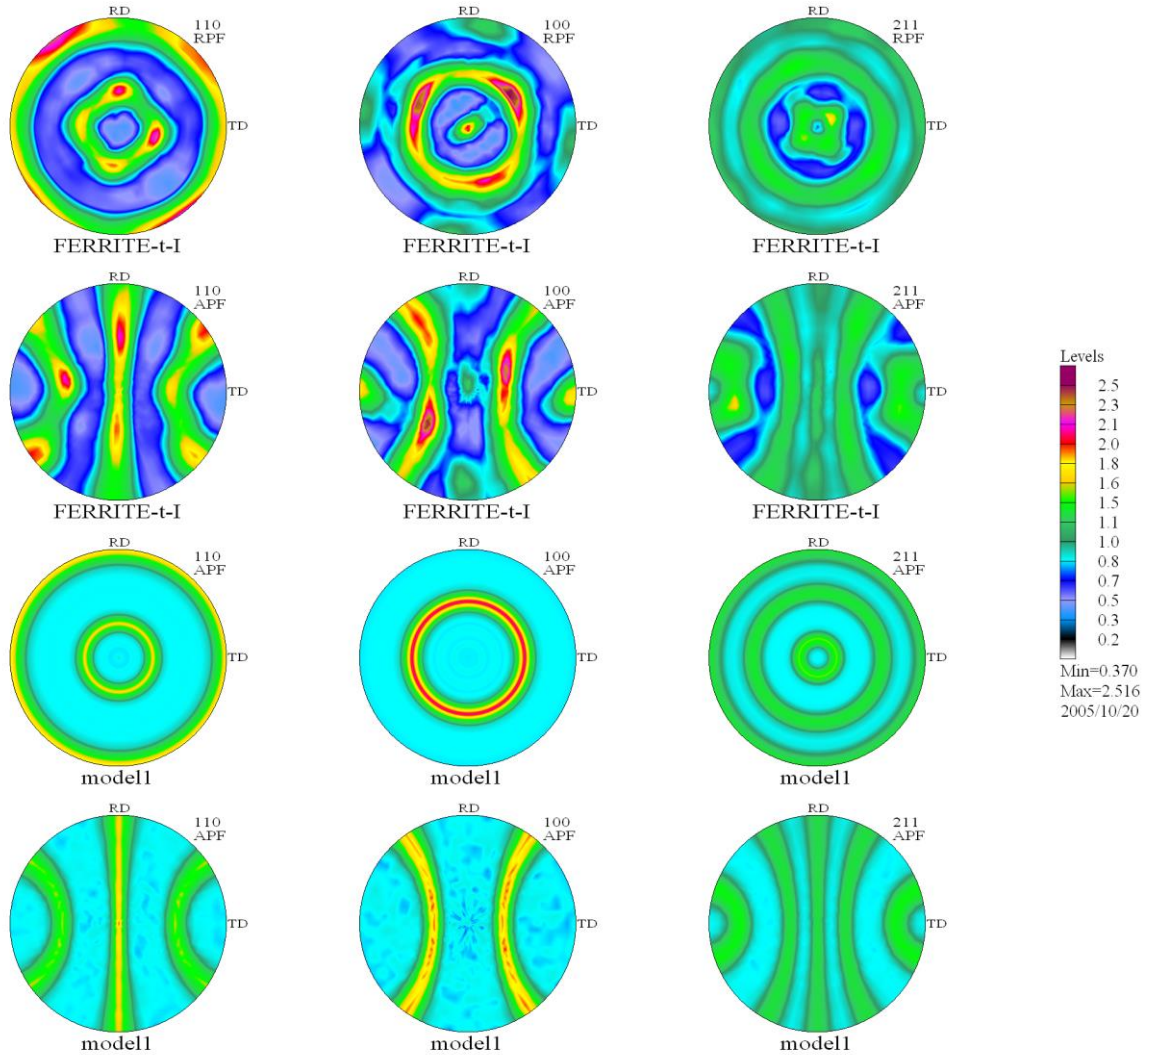 RD
110
RPF
TD
FERRITE-t-I
RD
100
RPF
TD
FERRITE-t-I
RD
211
RPF
TD
FERRITE-t-I
RD
110
APF
TD
FERRITE-t-I
RD
100
APF
TD
FERRITE-t-I
RD
211
APF
TD
FERRITE-t-I
Levels
2.5
2.3
2.1
2.0
1.8
1.6
1.5
1.1
1.0
0.8
0.7
0.5
0.3
0.2
Min=0.370
Max=2.516
2005/10/20
RD
110
APF
TD
model1
RD
100
APF
TD
model1
RD
211
APF
TD
model1
RD
110
APF
TD
model1
RD
100
APF
TD
model1
RD
211
APF
TD
model1